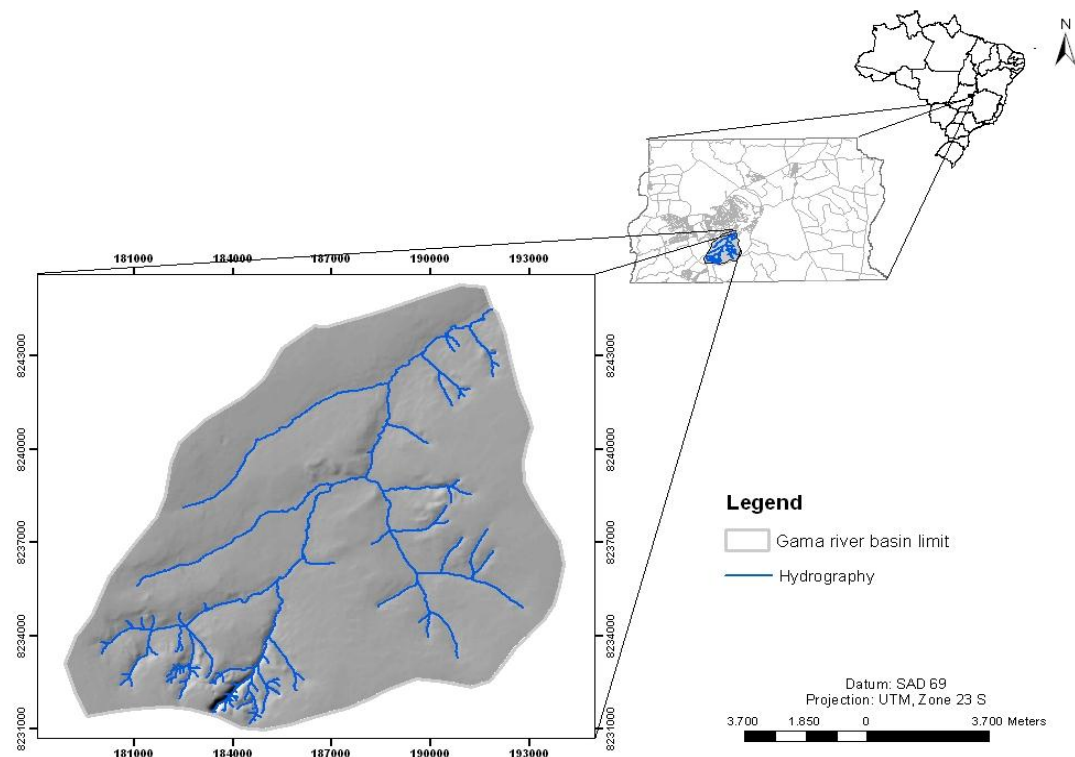 N
181000 184000 187000 190000 193000
8243000 8243000
8240000 8240000
8237000 8237000
8234000 8234000
8231000 8231000
181000 184000 187000 190000 193000
Legend
Gama river basin limit
Hydrography
Datum: SAD 69
Projection: UTM, Zone 23 S
3.700 1.850 0 3.700 Meters